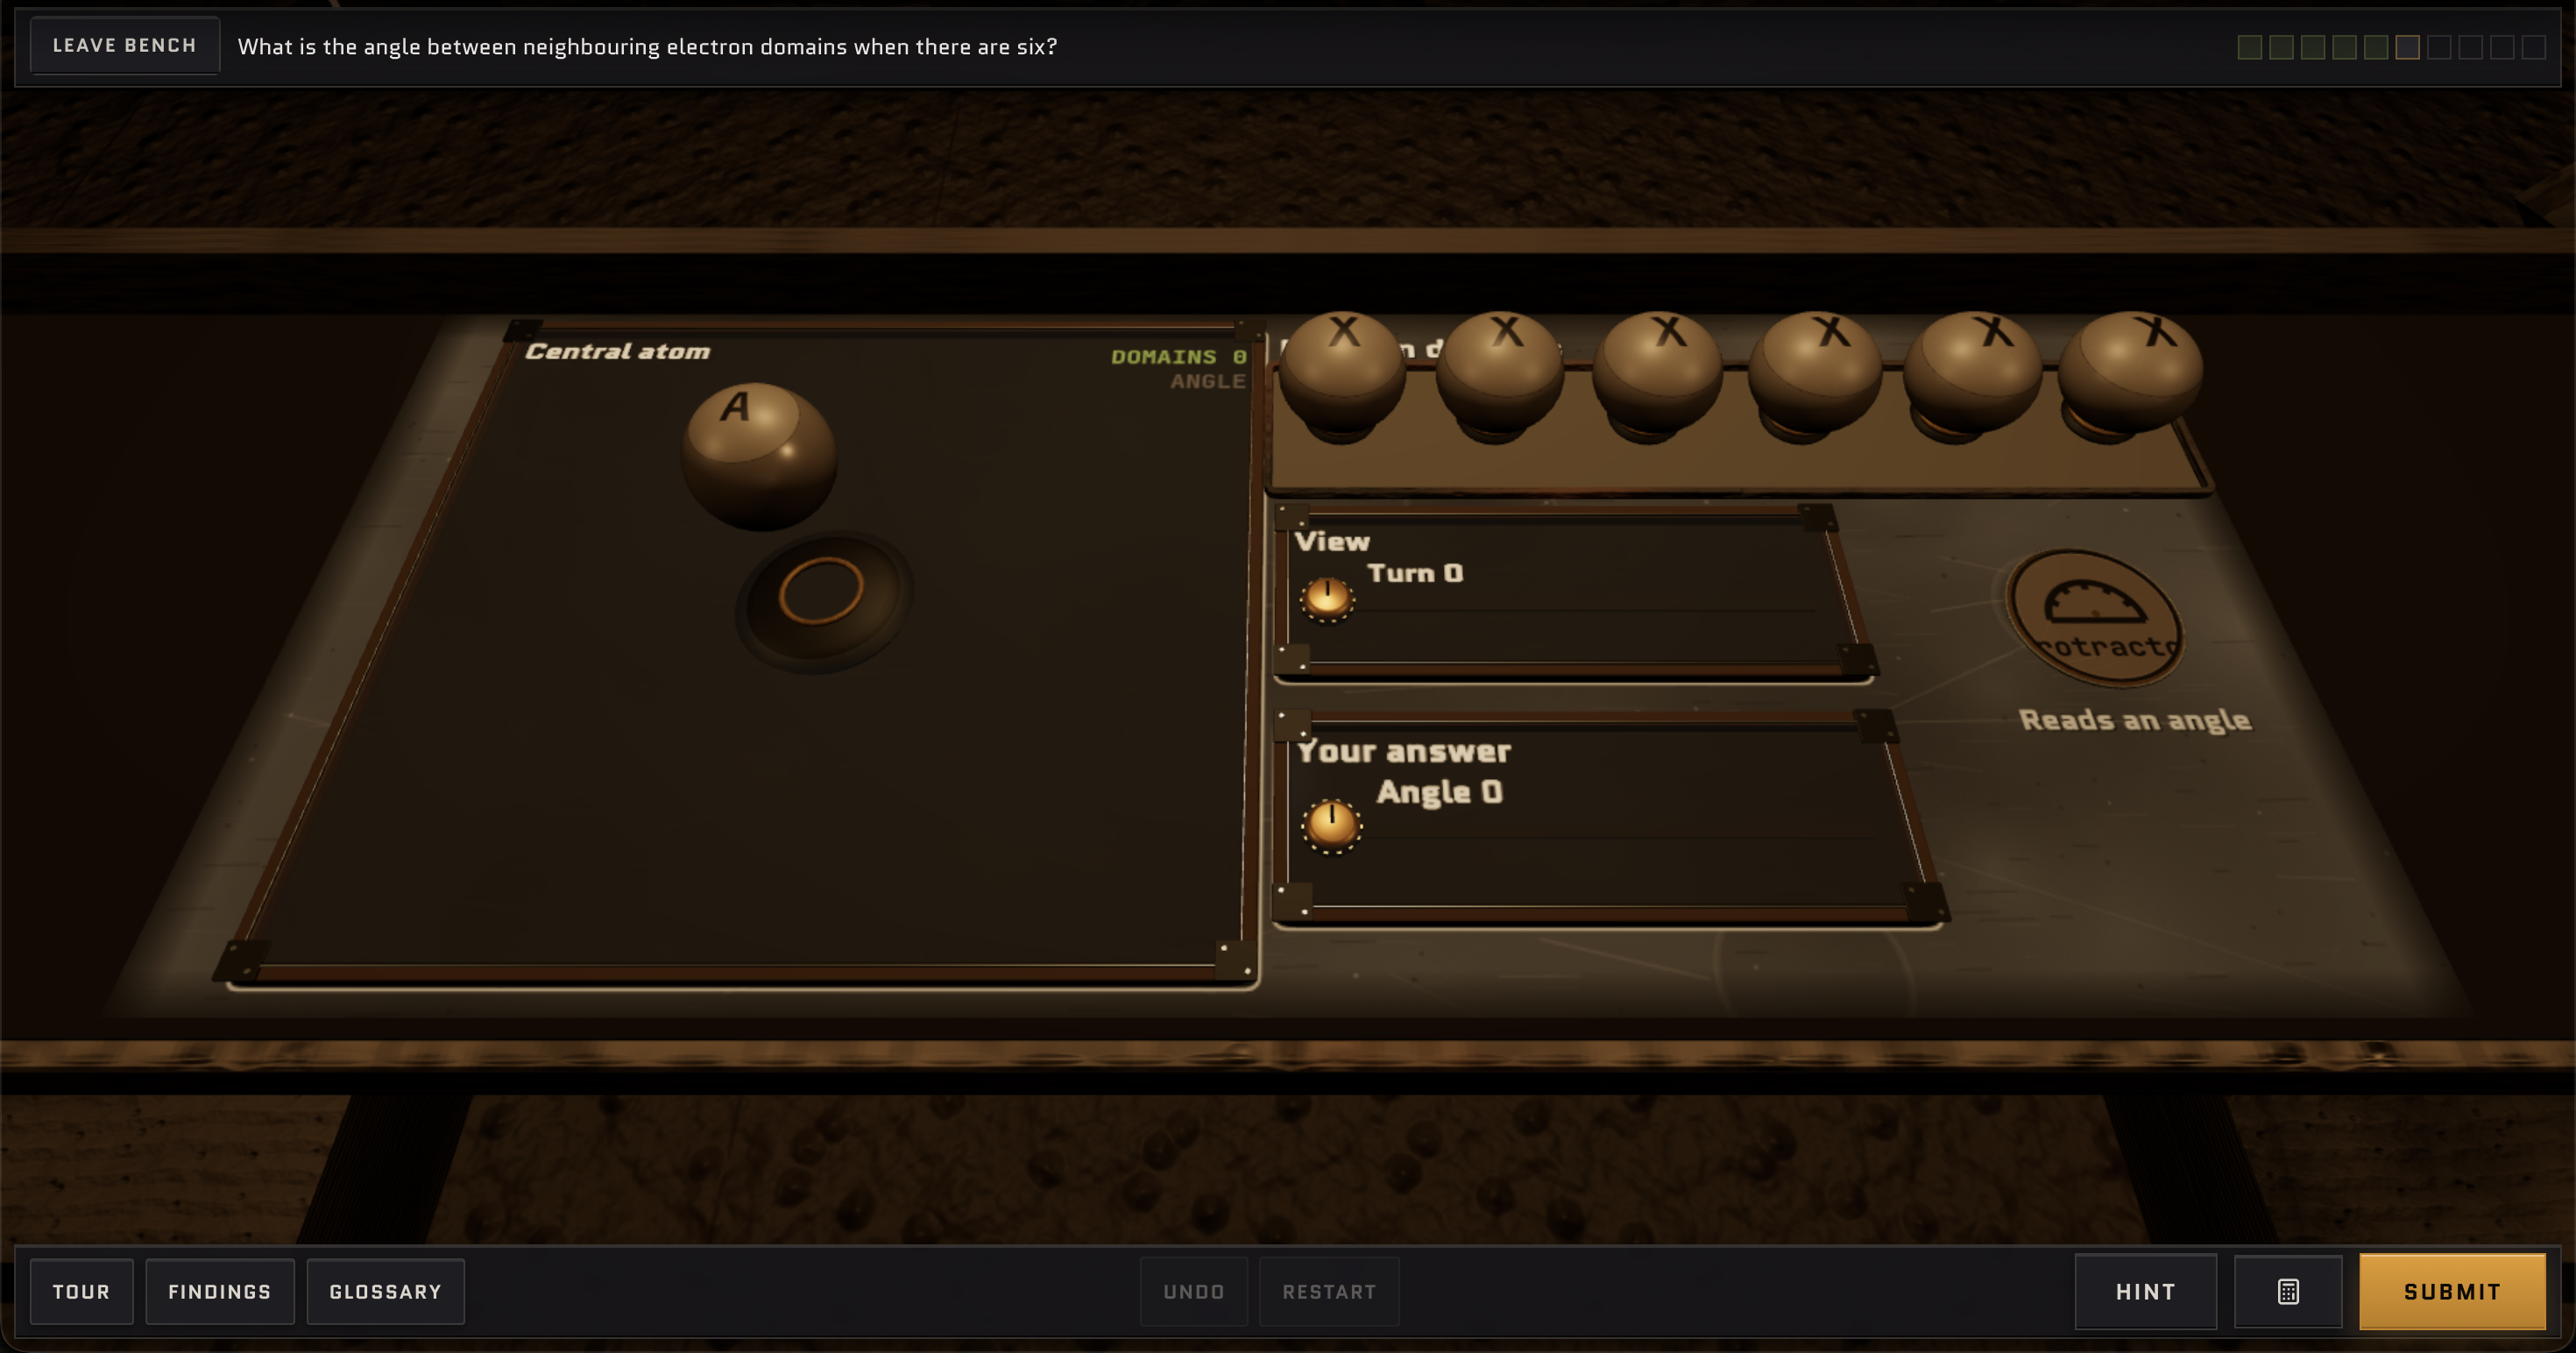 LEAVE BENCH
What is the angle between neighbouring electron domains when there are six?
Central atom
DOMAINS 0
ANGLE
A
X X X X X X
View
Turn 0
rotracto
Reads an angle
Your answer
Angle 0
TOUR
FINDINGS
GLOSSARY
UNDO
RESTART
HINT
SUBMIT